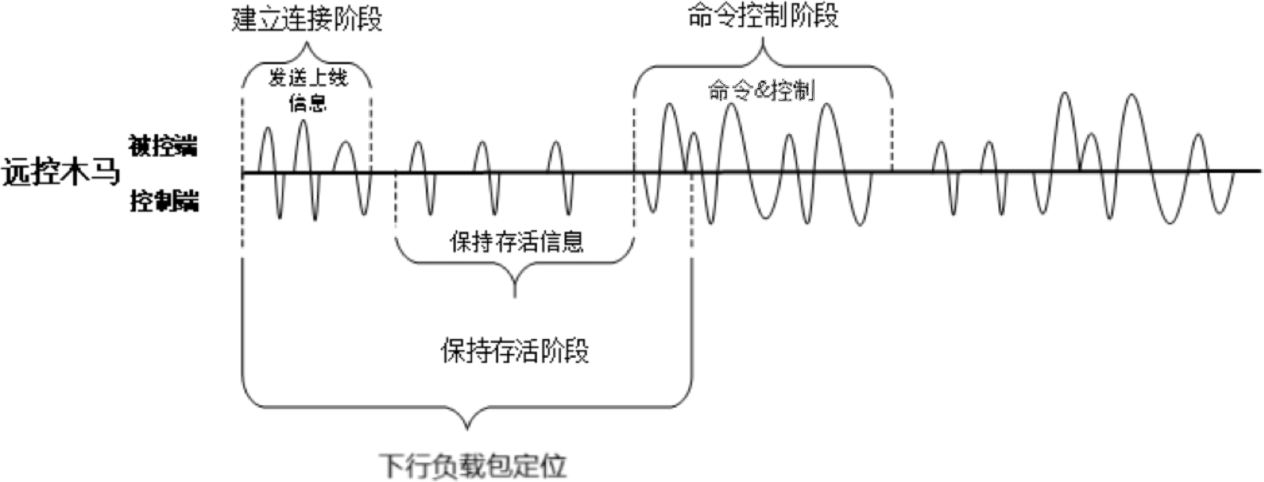 建立连接阶段
命令控制阶段
发送上线
信息
命令&控制
被控端
远控木马
控制端
保持存活信息
保持存活阶段
下行负载包定位